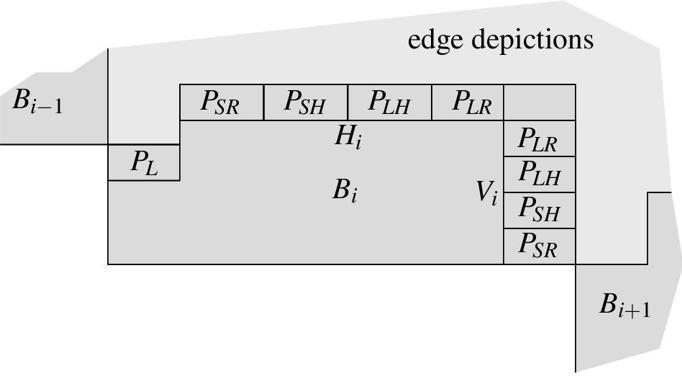 edge depictions
B_{i−1}
P_{SR} P_{SH} P_{LH} P_{LR}
H_i P_{LR}
P_L
P_{LH}
B_i V_i
P_{SH}
P_{SR}
B_{i+1}